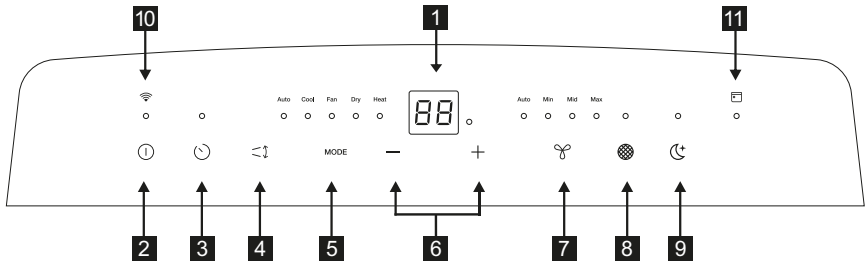 10 1 11
Auto Cool Fan Dry Heat 88 Auto Min Mid Max
MODE — +
2 3 4 5 6 7 8 9